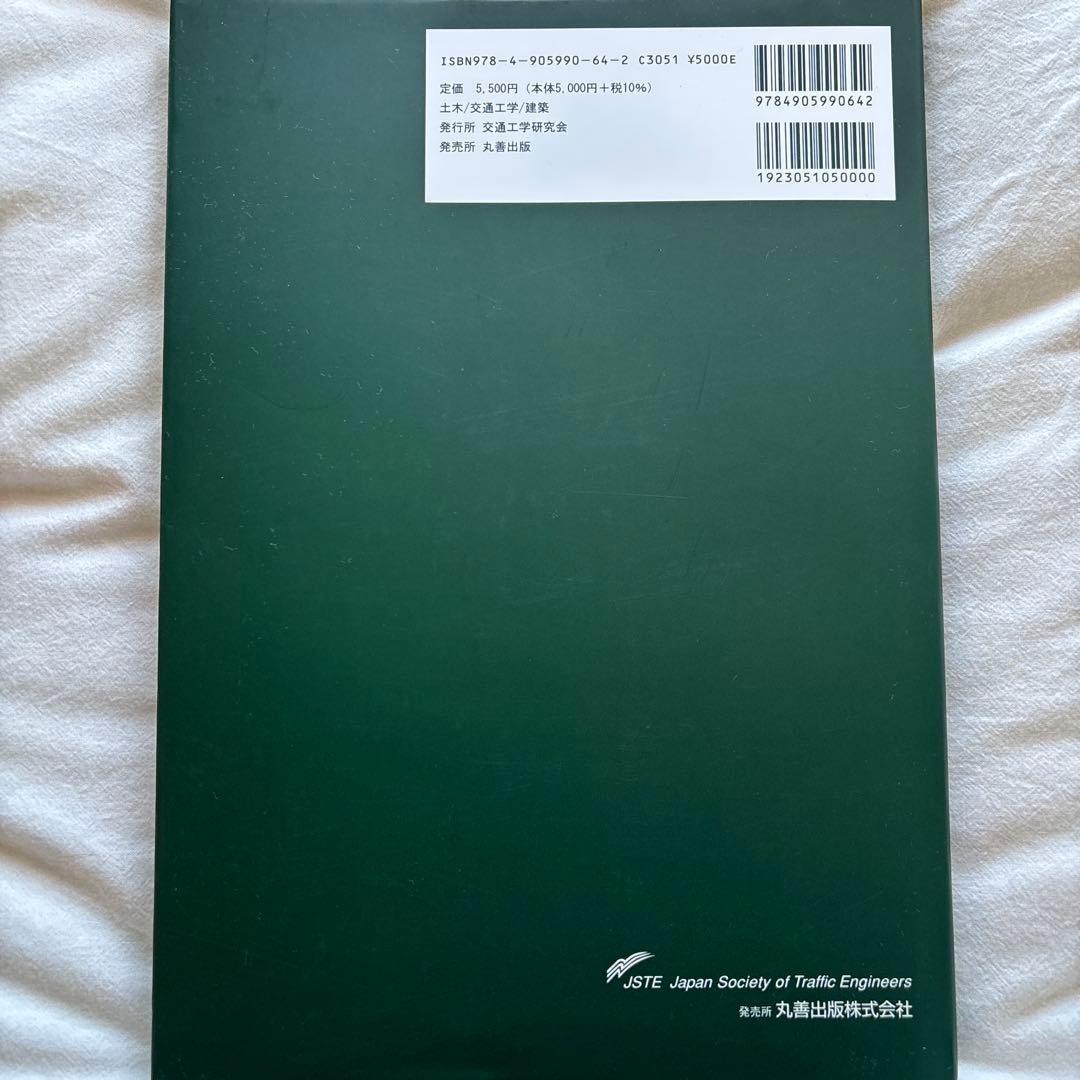 ISBN978-4-905990-64-2 C3051 ¥5000E
定価 5,500円(本体5,000円+税10%)
土木/交通工学/建築
発行所 交通工学研究会
発売所 丸善出版
9784905990642
1923051050000
JSTE Japan Society of Traffic Engineers
発売所 丸善出版株式会社